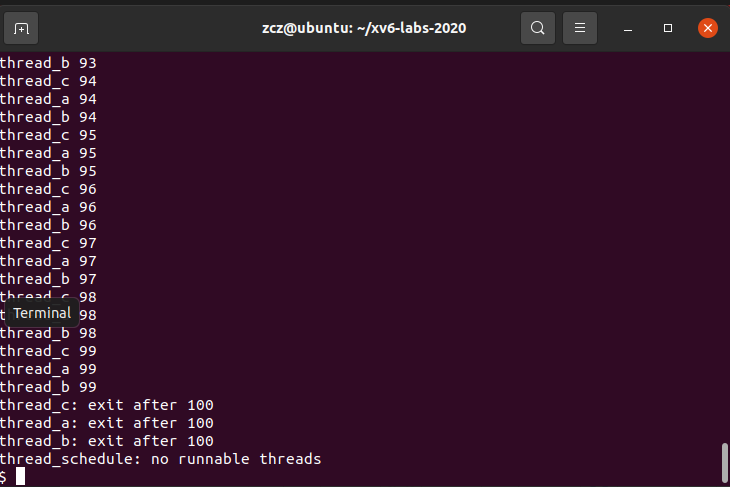 zcz@ubuntu: ~/xv6-labs-2020
thread_b 93
thread_c 94
thread_a 94
thread_b 94
thread_c 95
thread_a 95
thread_b 95
thread_c 96
thread_a 96
thread_b 96
thread_c 97
thread_a 97
thread_b 97
thread_c 98
Terminal
98
thread_b 98
thread_c 99
thread_a 99
thread_b 99
thread_c: exit after 100
thread_a: exit after 100
thread_b: exit after 100
thread_schedule: no runnable threads
$